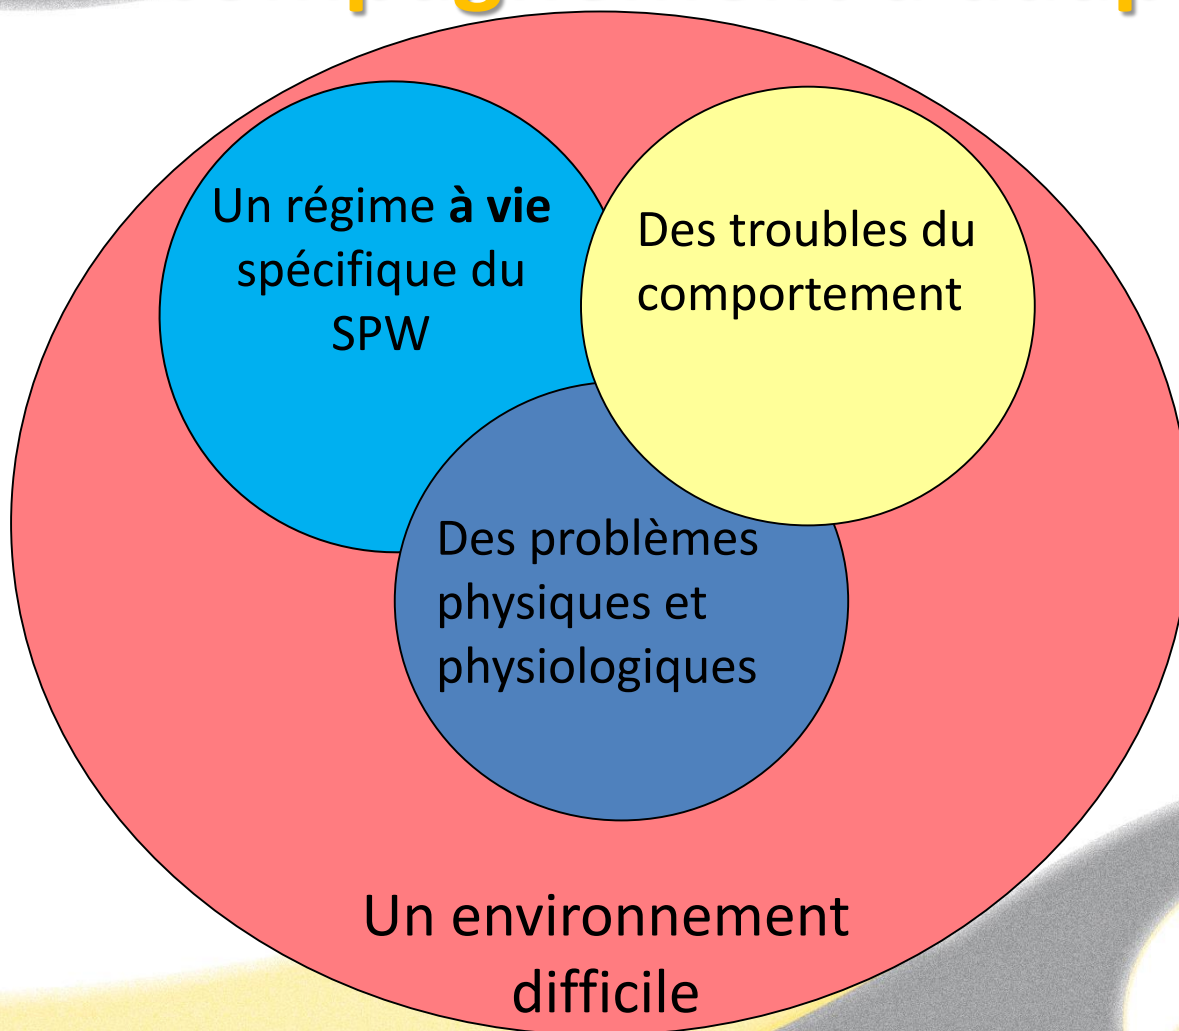 Un régime à vie
spécifique du
SPW
Des troubles du
comportement
Des problèmes
physiques et
physiologiques
Un environnement
difficile